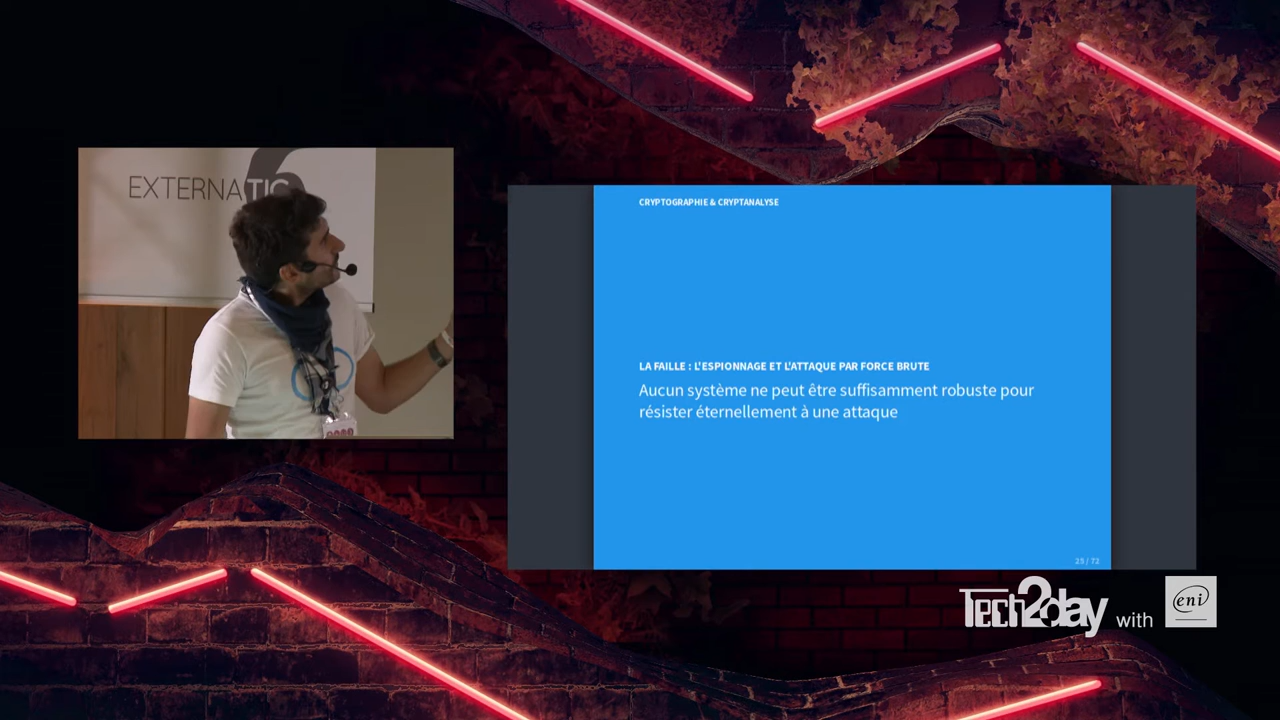 EXTERNATIC
CRYPTOGRAPHIE & CRYPTANALYSE
LA FAILLE : L'ESPIONNAGE ET L'ATTAQUE PAR FORCE BRUTE
Aucun système ne peut être suffisamment robuste pour
résister éternellement à une attaque
Tech2day with eni